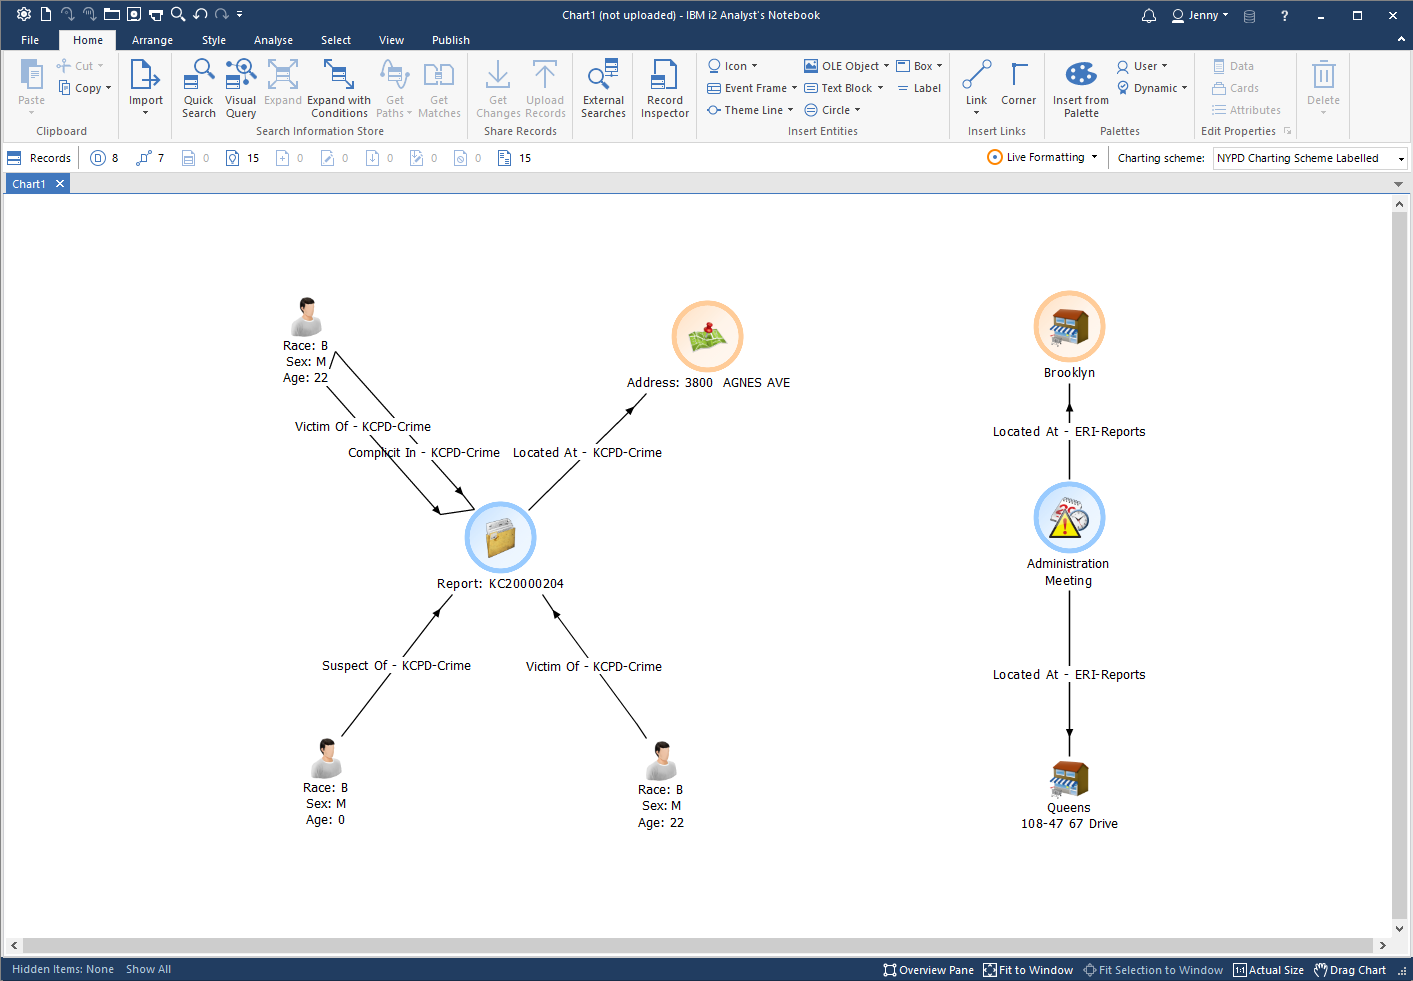 Chart1 (not uploaded) - IBM i2 Analyst's Notebook
Jenny
?
File Home Arrange Style Analyse Select View Publish
Paste
Cut
Copy
Clipboard
Import
Quick Search
Visual Query
Expand
Expand with Conditions
Get Paths
Get Matches
Search Information Store
Get Changes
Upload Records
Share Records
External Searches
Record Inspector
Icon
Event Frame
Theme Line
OLE Object
Text Block
Circle
Box
Label
Insert Entities
Link
Corner
Insert Links
Insert from Palette
User
Dynamic
Palettes
Data
Cards
Attributes
Edit Properties
Delete
Records 8 7 0 15 0 0 0 0 0 15
Live Formatting
Charting scheme: NYPD Charting Scheme Labelled
Chart1
Race: B
Sex: M
Age: 22
Victim Of - KCPD-Crime
Complicit In - KCPD-Crime
Located At - KCPD-Crime
Address: 3800 AGNES AVE
Report: KC20000204
Suspect Of - KCPD-Crime
Victim Of - KCPD-Crime
Race: B
Sex: M
Age: 0
Race: B
Sex: M
Age: 22
Brooklyn
Located At - ERI-Reports
Administration
Meeting
Located At - ERI-Reports
Queens
108-47 67 Drive
Hidden Items: None Show All
Overview Pane Fit to Window Fit Selection to Window 1:1 Actual Size Drag Chart